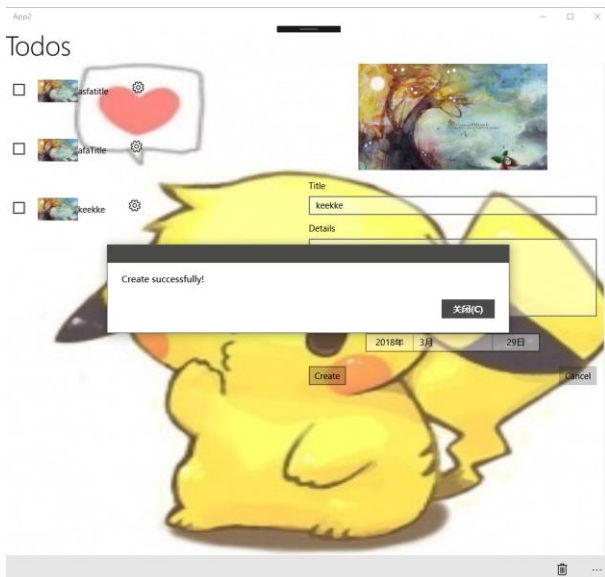 App2
Todos
asfatitle
afaTitle
keekke
Title
keekke
Details
Create successfully!
关闭(C)
2018年 3月 29日
Create
Cancel